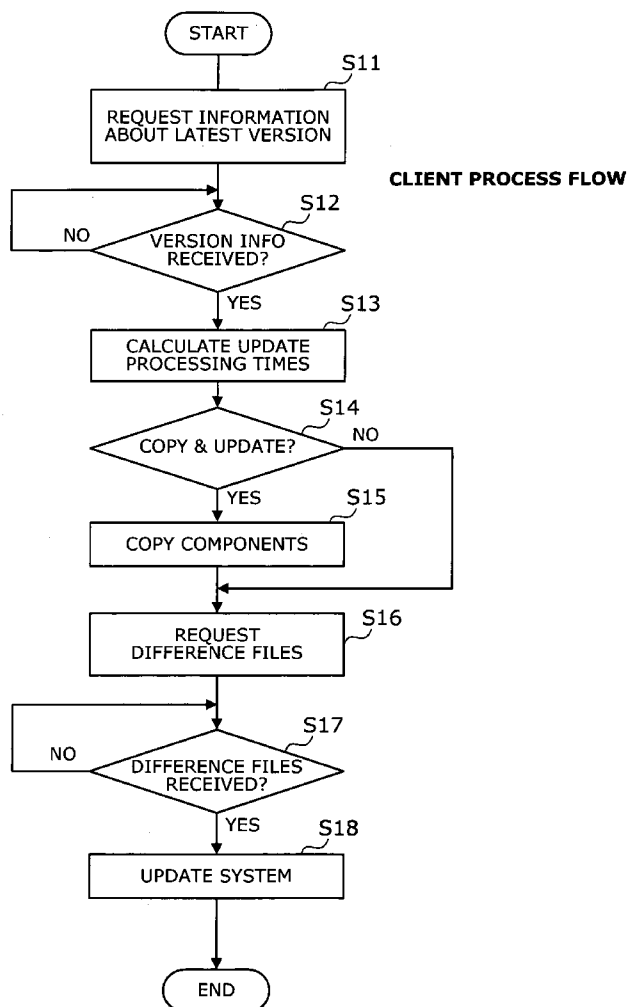 START
S11
REQUEST INFORMATION
ABOUT LATEST VERSION
CLIENT PROCESS FLOW
S12
NO
VERSION INFO
RECEIVED?
YES
S13
CALCULATE UPDATE
PROCESSING TIMES
S14
COPY & UPDATE?
NO
YES
S15
COPY COMPONENTS
S16
REQUEST
DIFFERENCE FILES
S17
NO
DIFFERENCE FILES
RECEIVED?
YES
S18
UPDATE SYSTEM
END